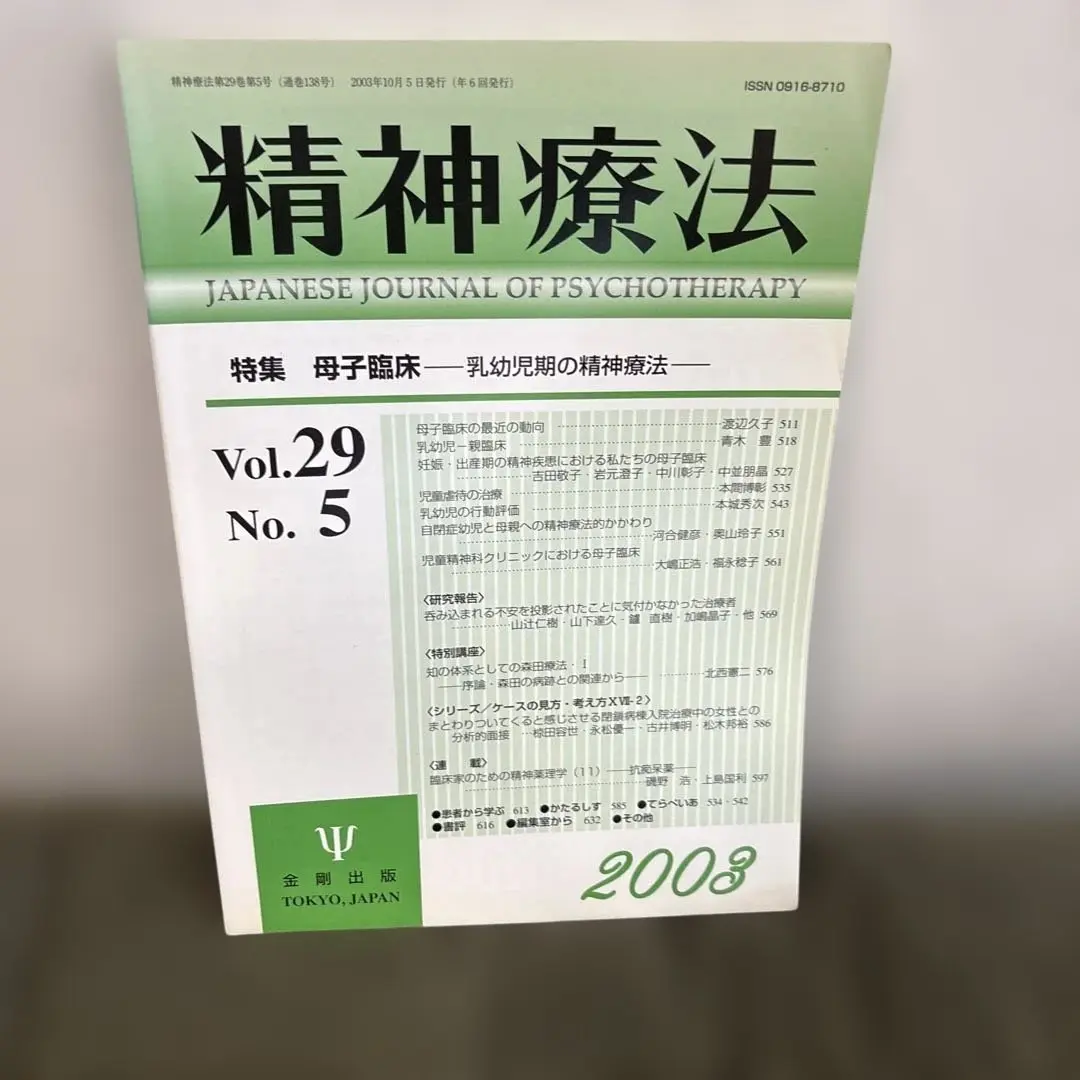 精神療法第29巻第5号（通巻138号） 2003年10月5日発行（年6回発行）
ISSN 0916-8710
精神療法
JAPANESE JOURNAL OF PSYCHOTHERAPY
特集 母子臨床――乳幼児期の精神療法――
Vol.29
No. 5
母子臨床の最近の動向 ……… 渡辺久子 511
乳幼児－親臨床 ……… 青木 豊 518
妊娠・出産期の精神疾患における私たちの母子臨床
……… 吉田敬子・岩元澄子・中川彰子・中並朋晶 527
児童虐待の治療 ……… 本間博彰 535
乳幼児の行動評価 ……… 本城秀次 543
自閉症幼児と母親への精神療法的かかわり
……… 河合健彦・奥山玲子 551
児童精神科クリニックにおける母子臨床
……… 大嶋正浩・福永稔子 561
〈研究報告〉
呑み込まれる不安を投影されたことに気付かなかった治療者
……… 山辻仁樹・山下達久・鑪 直樹・加嶋晶子・他 569
〈特別講座〉
知の体系としての森田療法・Ⅰ
――序論・森田の病跡との関連から―― ……… 北西憲二 576
〈シリーズ／ケースの見方・考え方ⅩⅦ-2〉
まとわりついてくると感じさせる閉鎖病棟入院治療中の女性との
分析的面接 … 椋田容世・永松優一・古井博明・松木邦裕 586
〈連 載〉
臨床家のための精神薬理学（11）――抗痴呆薬――
……… 磯野 浩・上島国利 597
●患者から学ぶ 613 ●かたるしす 585 ●てらぺいあ 534・542
●書評 616 ●編集室から 632 ●その他
Ψ
金剛出版
TOKYO, JAPAN
2003